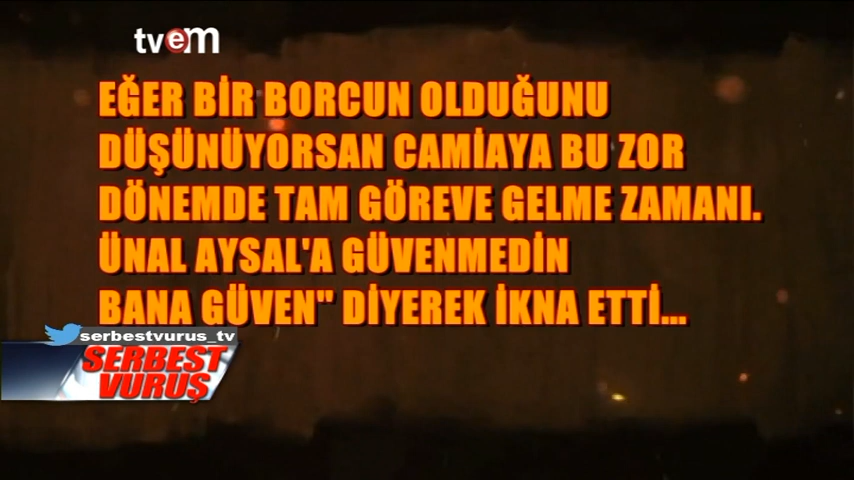 tvem
EĞER BİR BORCUN OLDUĞUNU
DÜŞÜNÜYORSAN CAMİAYA BU ZOR
DÖNEMDE TAM GÖREVE GELME ZAMANI.
ÜNAL AYSAL'A GÜVENMEDİN
BANA GÜVEN" DİYEREK İKNA ETTİ...
serbestvurus_tv
SERBEST
VURUŞ